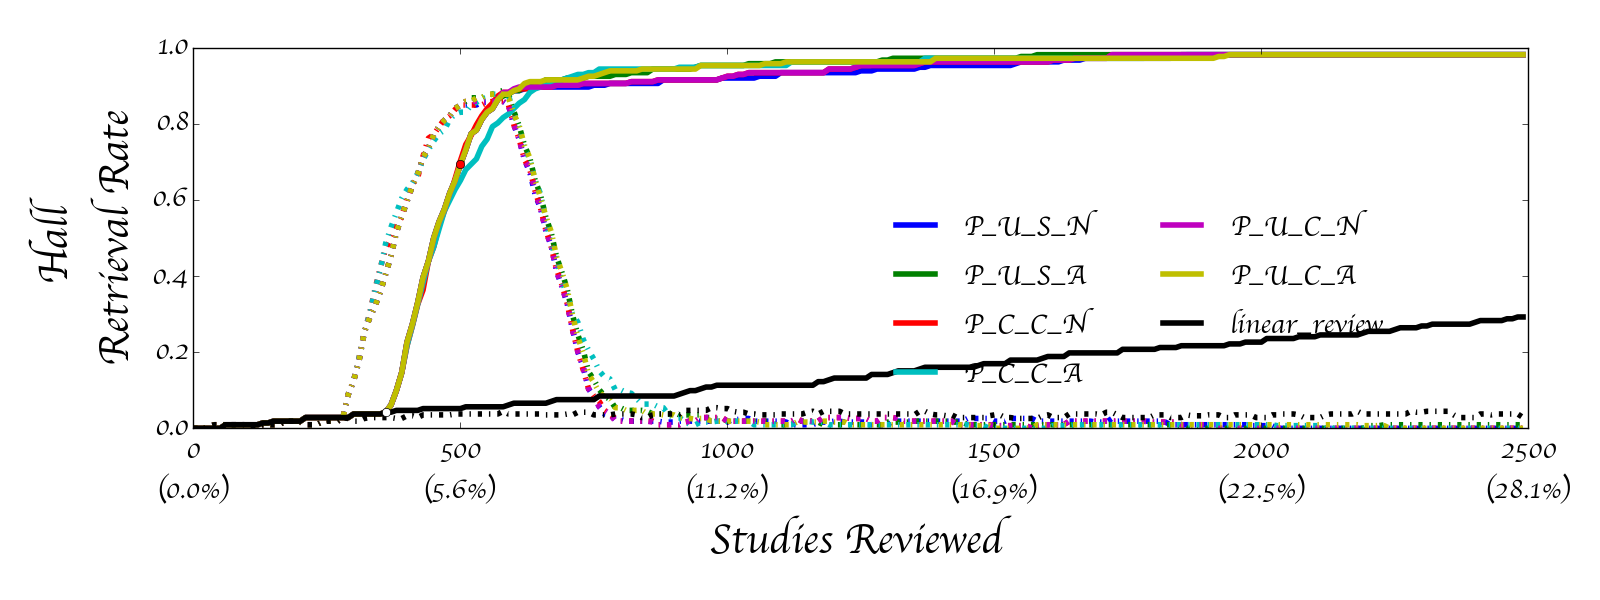 Hall
Retrieval Rate
1.0
0.8
0.6
0.4
0.2
0.0
P_U_S_N
P_U_S_A
P_C_C_N
P_C_C_A
P_U_C_N
P_U_C_A
linear_review
0 500 1000 1500 2000 2500
(0.0%) (5.6%) (11.2%) (16.9%) (22.5%) (28.1%)
Studies Reviewed